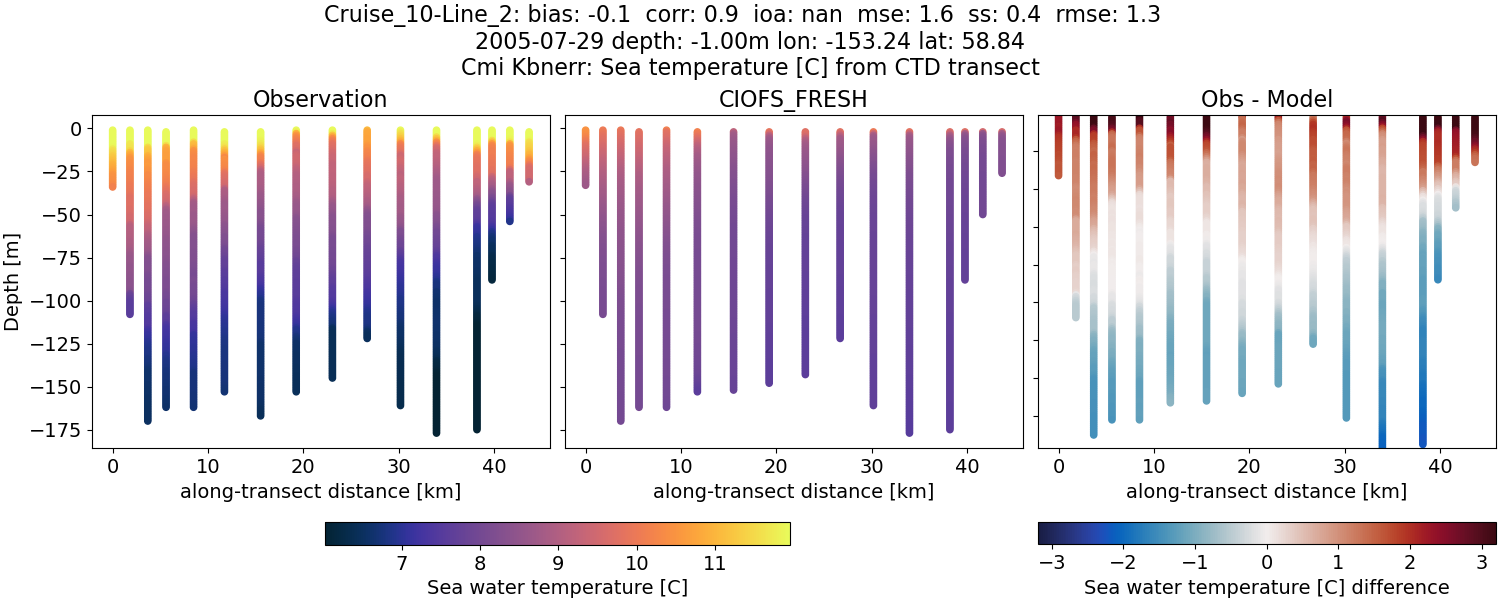 Cruise_10-Line_2: bias: -0.1  corr: 0.9  ioa: nan  mse: 1.6  ss: 0.4  rmse: 1.3
2005-07-29 depth: -1.00m lon: -153.24 lat: 58.84
Cmi Kbnerr: Sea temperature [C] from CTD transect
Observation
CIOFS_FRESH
Obs - Model
Depth [m]
0
−25
−50
−75
−100
−125
−150
−175
0 10 20 30 40
0 10 20 30 40
0 10 20 30 40
along-transect distance [km]
along-transect distance [km]
along-transect distance [km]
7 8 9 10 11
Sea water temperature [C]
−3 −2 −1 0 1 2 3
Sea water temperature [C] difference